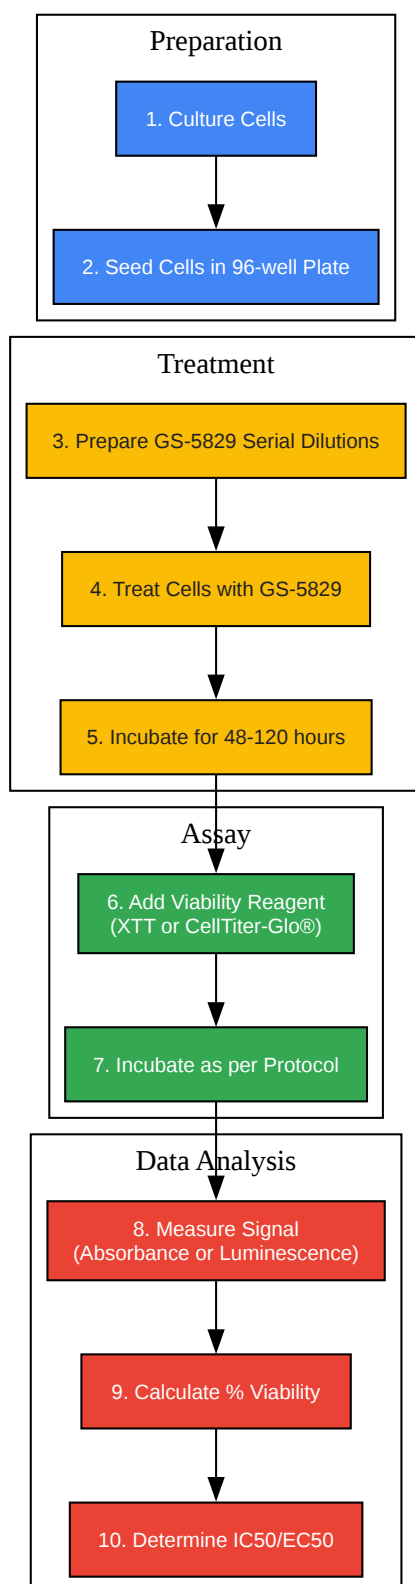 Preparation
1. Culture Cells
2. Seed Cells in 96-well Plate
Treatment
3. Prepare GS-5829 Serial Dilutions
4. Treat Cells with GS-5829
5. Incubate for 48-120 hours
Assay
6. Add Viability Reagent
(XTT or CellTiter-Glo®)
7. Incubate as per Protocol
Data Analysis
8. Measure Signal
(Absorbance or Luminescence)
9. Calculate % Viability
10. Determine IC50/EC50